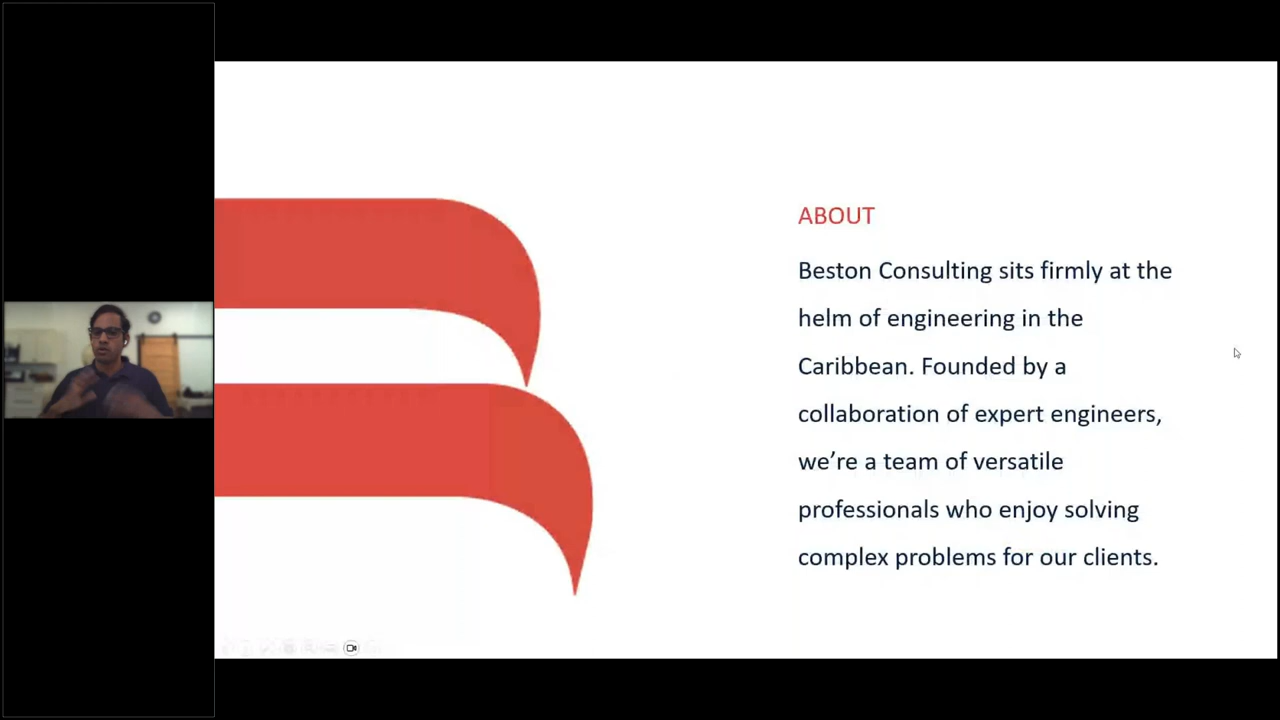 ABOUT
Beston Consulting sits firmly at the
helm of engineering in the
Caribbean. Founded by a
collaboration of expert engineers,
we’re a team of versatile
professionals who enjoy solving
complex problems for our clients.